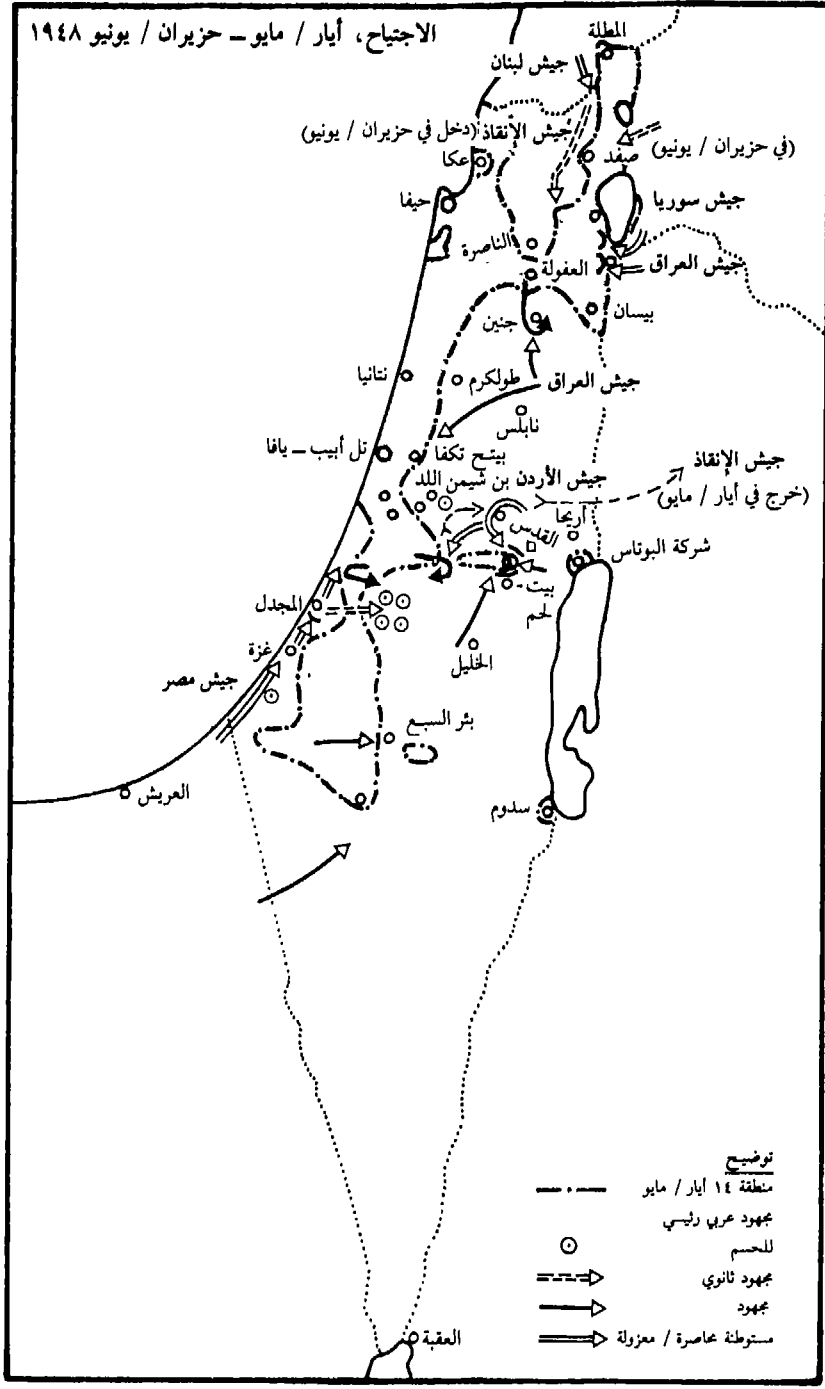 الاجتياح، أيار / مايو – حزيران / يونيو ١٩٤٨
المطلة
جيش لبنان
جيش الإنقاذ (دخل في حزيران / يونيو)
(في حزيران / يونيو)
صفد
عكا
حيفا
جيش سوريا
الناصرة
العفولة
جيش العراق
بيسان
جنين
نتانيا
طولكرم
جيش العراق
نابلس
تل أبيب – يافا
بيتح تكفا
جيش الإنقاذ
(خرج في أيار / مايو)
جيش الأردن بن شيمن اللد
أريحا
القدس
شركة البوتاس
بيت
لحم
المجدل
الخليل
غزة
جيش مصر
بئر السبع
العريش
سدوم
توضيح
منطقة ١٤ أيار / مايو
مجهود عربي رئيسي
للحسم
مجهود ثانوي
مجهود
مستوطنة محاصرة / معزولة
العقبة